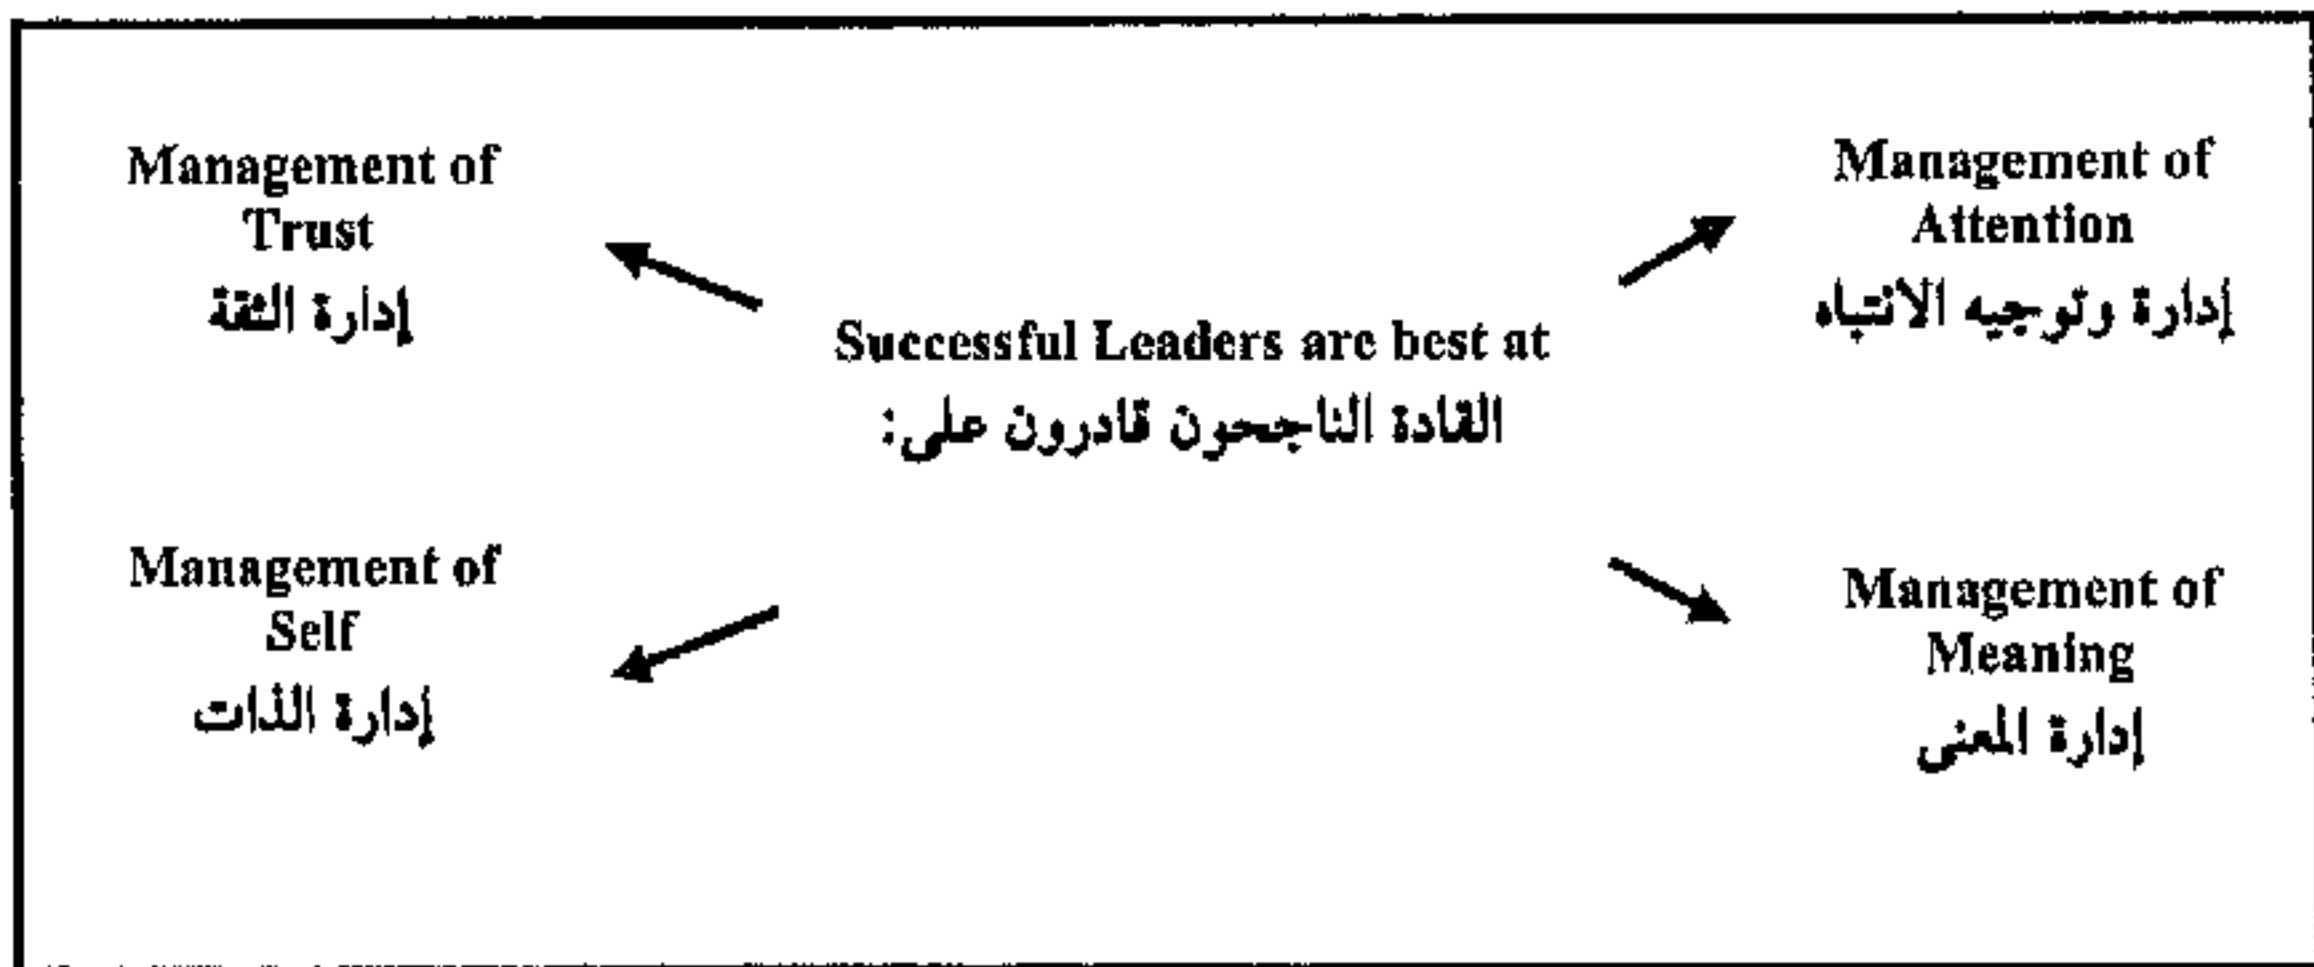 Management of
Trust
إدارة الثقة
Management of
Attention
إدارة وتوجيه الانتباه
Successful Leaders are best at
القادة الناجحون قادرون على:
Management of
Self
إدارة الذات
Management of
Meaning
إدارة المعنى